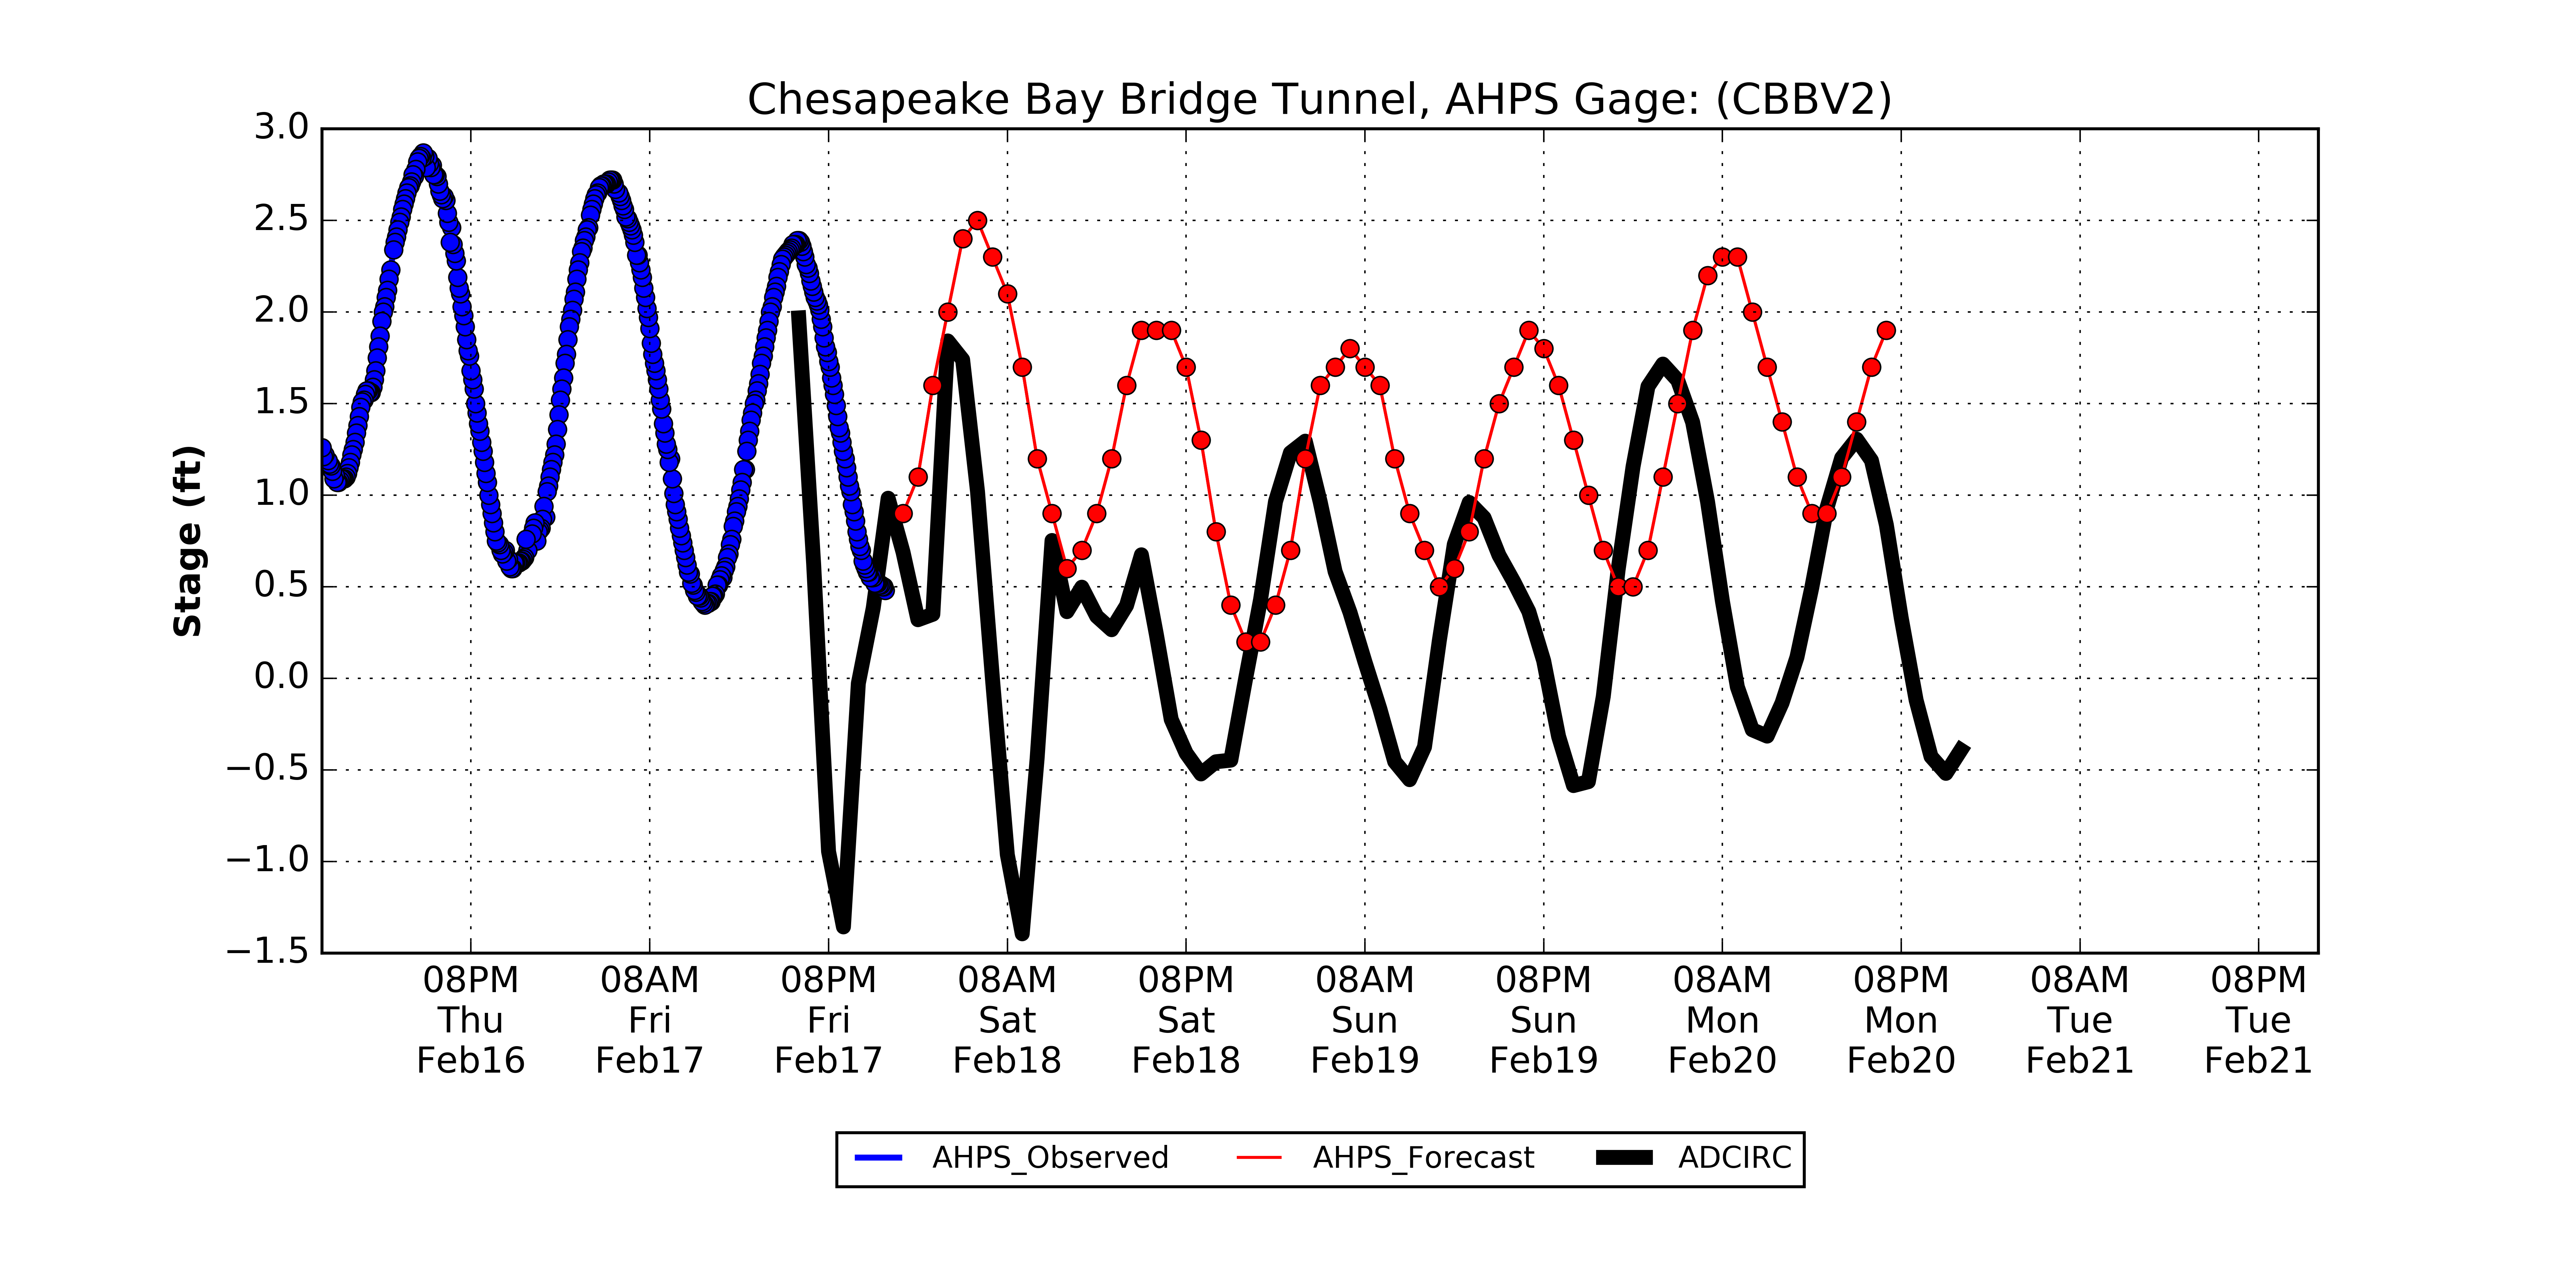 Chesapeake Bay Bridge Tunnel, AHPS Gage: (CBBV2)
Stage (ft)
3.0
2.5
2.0
1.5
1.0
0.5
0.0
−0.5
−1.0
−1.5
08PM 08AM 08PM 08AM 08PM 08AM 08PM 08AM 08PM 08AM 08PM
Thu Fri Fri Sat Sat Sun Sun Mon Mon Tue Tue
Feb16 Feb17 Feb17 Feb18 Feb18 Feb19 Feb19 Feb20 Feb20 Feb21 Feb21
AHPS_Observed AHPS_Forecast ADCIRC